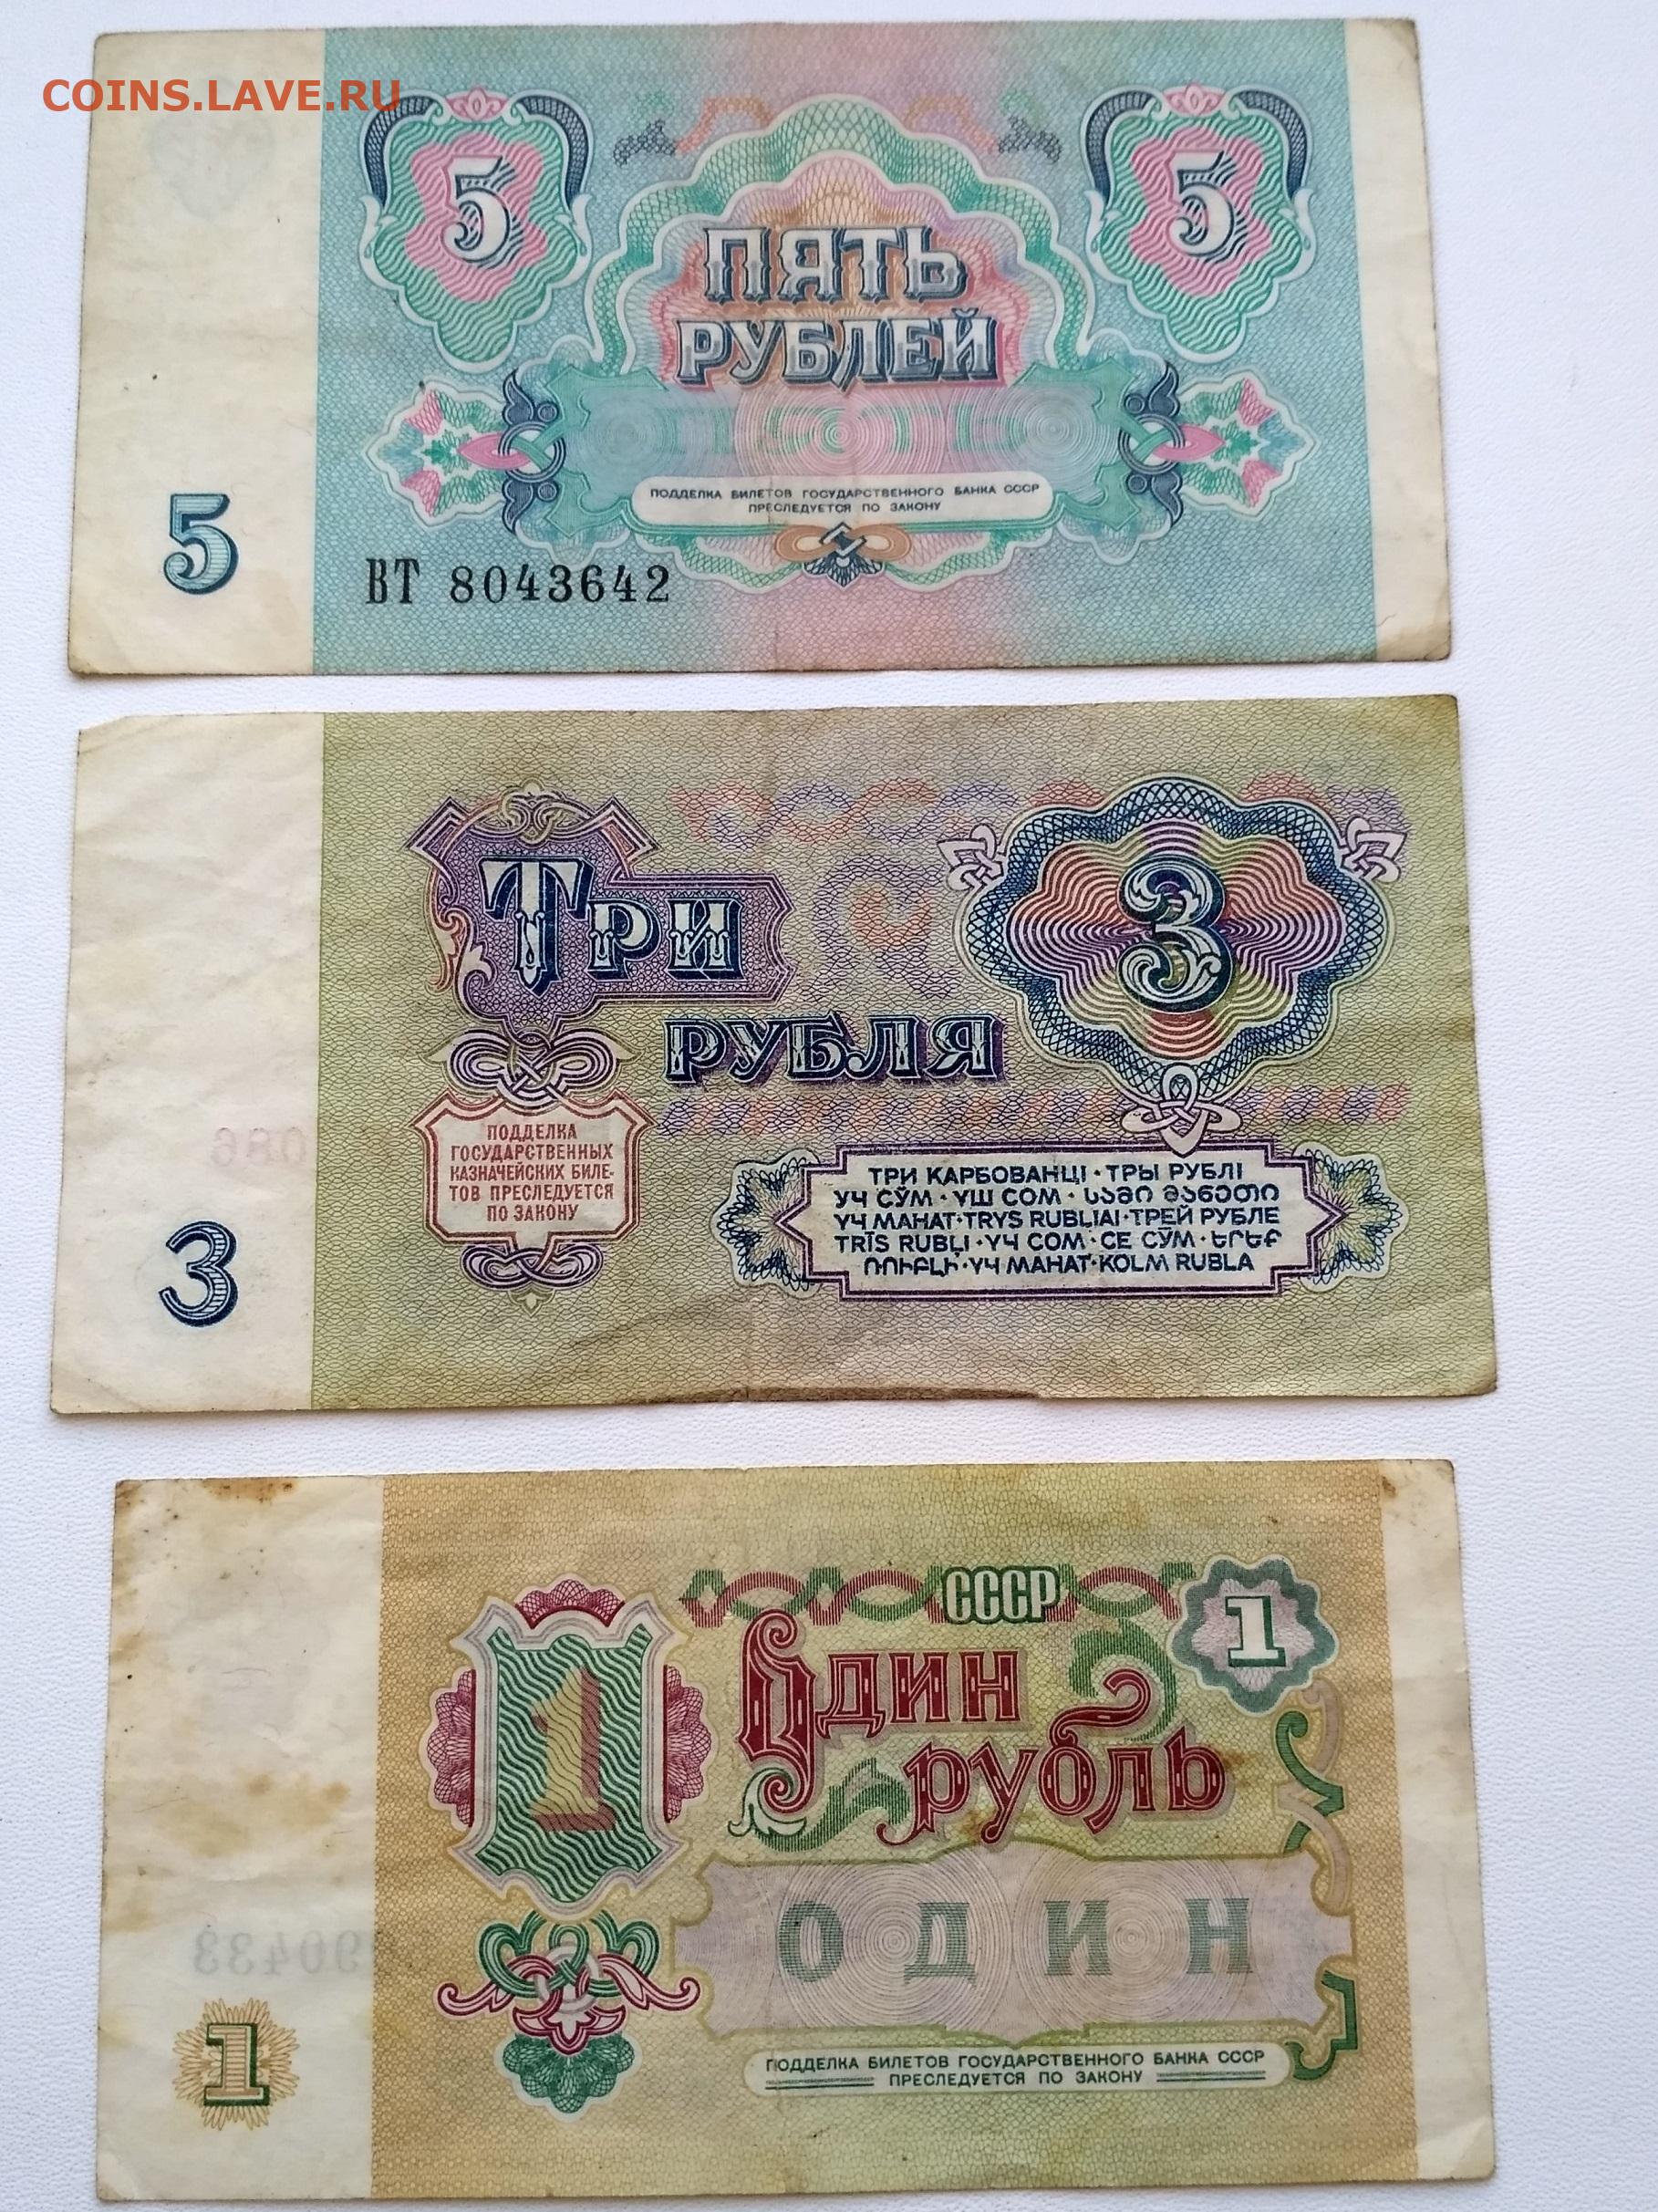 COINS.LAVE.RU
5 5
ПЯТЬ
РУБЛЕЙ
ПОДДЕЛКА БИЛЕТОВ ГОСУДАРСТВЕННОГО БАНКА СССР
ПРЕСЛЕДУЕТСЯ ПО ЗАКОНУ
5
ВТ 8043642
ТРИ
РУБЛЯ
3
ПОДДЕЛКА
ГОСУДАРСТВЕННЫХ
КАЗНАЧЕЙСКИХ БИЛЕ-
ТОВ ПРЕСЛЕДУЕТСЯ
ПО ЗАКОНУ
3
ТРИ КАРБОВАНЦІ · ТРЫ РУБЛІ
УЧ СЎМ · ҮШ СОМ · ᲡᲐᲛᲘ ᲛᲐᲜᲔᲗᲘ
ҮЧ МАНАТ · TRYS RUBLIAI · ТРЕЙ РУБЛЕ
TRĪS RUBĻI · ҮЧ СОМ · СЕ СӮМ · ԵՐԵՔ
ՌՈՒԲԼԻ · ҮЧ МАНАТ · KOLM RUBLA
СССР
1
1
Один
рубль
ОДИН
1
ПОДДЕЛКА БИЛЕТОВ ГОСУДАРСТВЕННОГО БАНКА СССР
ПРЕСЛЕДУЕТСЯ ПО ЗАКОНУ